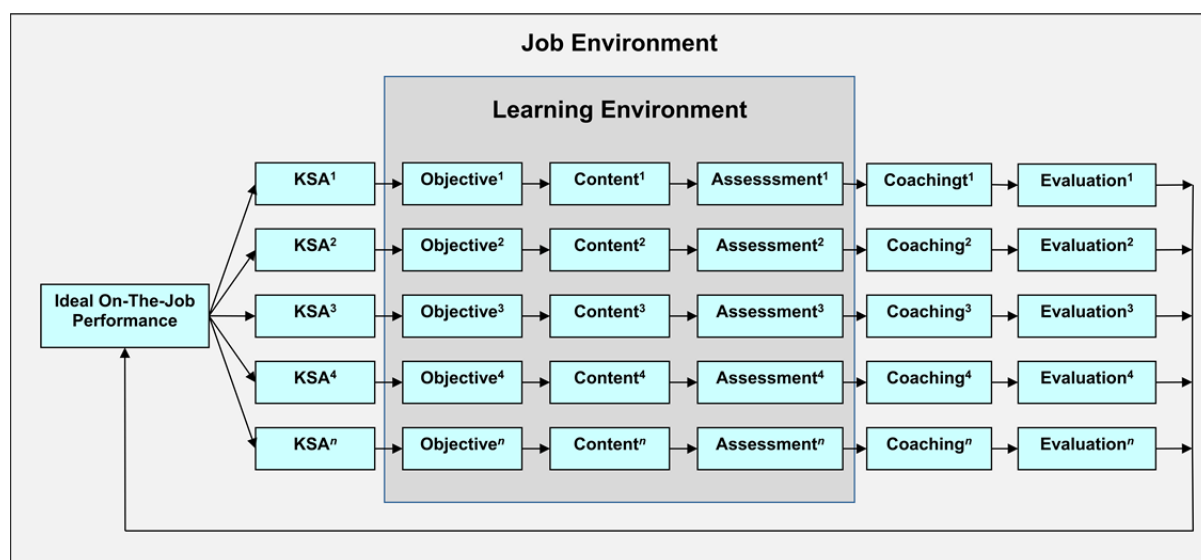 Job Environment
Learning Environment
KSA¹ Objective¹ Content¹ Assesssment¹ Coachingt¹ Evaluation¹
KSA² Objective² Content² Assessment² Coaching² Evaluation²
Ideal On-The-Job
Performance
KSA³ Objective³ Content³ Assessment³ Coaching³ Evaluation³
KSA⁴ Objective⁴ Content⁴ Assessment⁴ Coaching⁴ Evaluation⁴
KSAⁿ Objectiveⁿ Contentⁿ Assessmentⁿ Coachingⁿ Evaluationⁿ